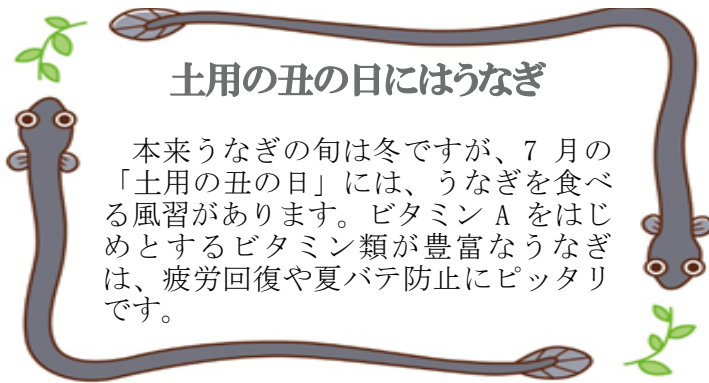 土用の丑の日にはうなぎ
本来うなぎの旬は冬ですが、7 月の
「土用の丑の日」には、うなぎを食べ
る風習があります。ビタミン A をはじ
めとするビタミン類が豊富なうなぎ
は、疲労回復や夏バテ防止にピッタリ
です。